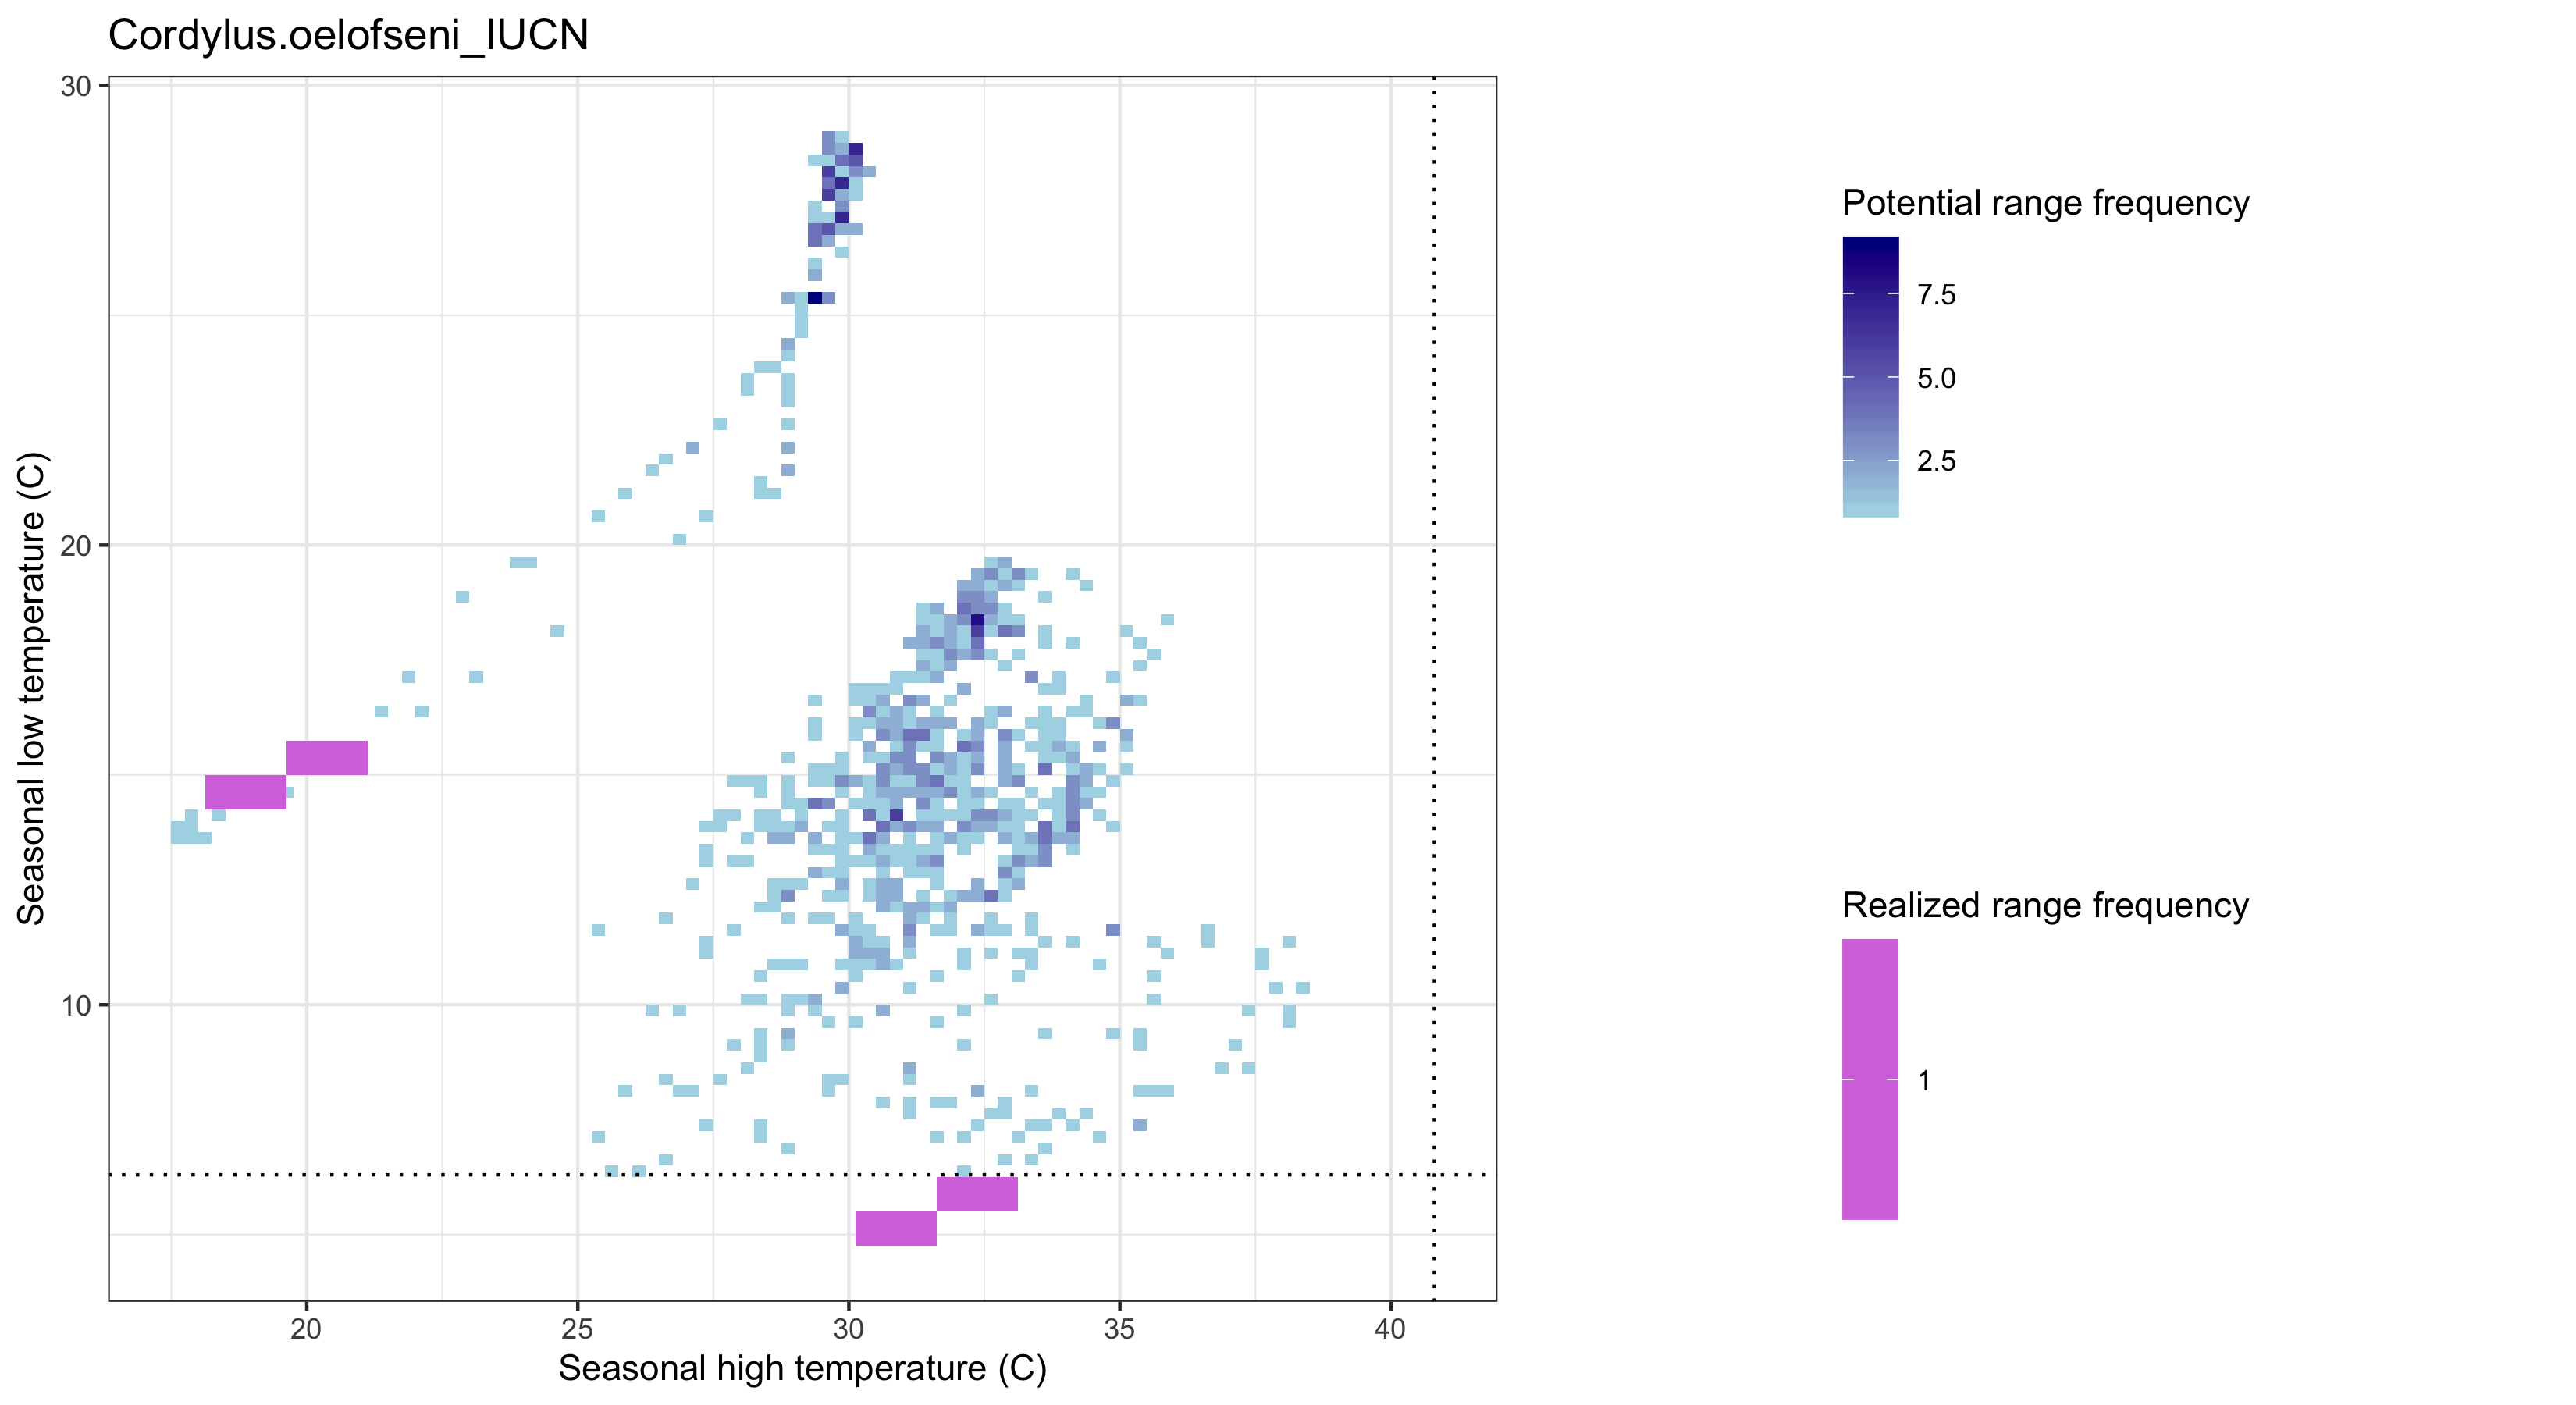 Cordylus.oelofseni_IUCN
30
20
10
Seasonal low temperature (C)
20
25
30
35
40
Seasonal high temperature (C)
Potential range frequency
7.5
5.0
2.5
Realized range frequency
1